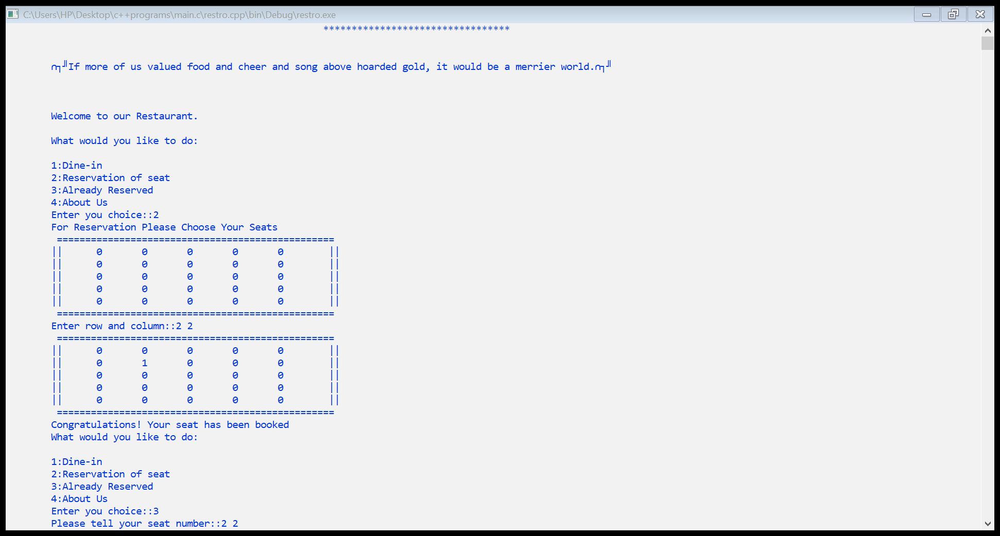 C:\Users\HP\Desktop\c++programs\main.c\restro.cpp\bin\Debug\restro.exe
*********************************
∩┐╜If more of us valued food and cheer and song above hoarded gold, it would be a merrier world.∩┐╜
Welcome to our Restaurant.
What would you like to do:
1:Dine-in
2:Reservation of seat
3:Already Reserved
4:About Us
Enter you choice::2
For Reservation Please Choose Your Seats
=================================================
|| 0 0 0 0 0 ||
|| 0 0 0 0 0 ||
|| 0 0 0 0 0 ||
|| 0 0 0 0 0 ||
|| 0 0 0 0 0 ||
=================================================
Enter row and column::2 2
=================================================
|| 0 0 0 0 0 ||
|| 0 1 0 0 0 ||
|| 0 0 0 0 0 ||
|| 0 0 0 0 0 ||
|| 0 0 0 0 0 ||
=================================================
Congratulations! Your seat has been booked
What would you like to do:
1:Dine-in
2:Reservation of seat
3:Already Reserved
4:About Us
Enter you choice::3
Please tell your seat number::2 2